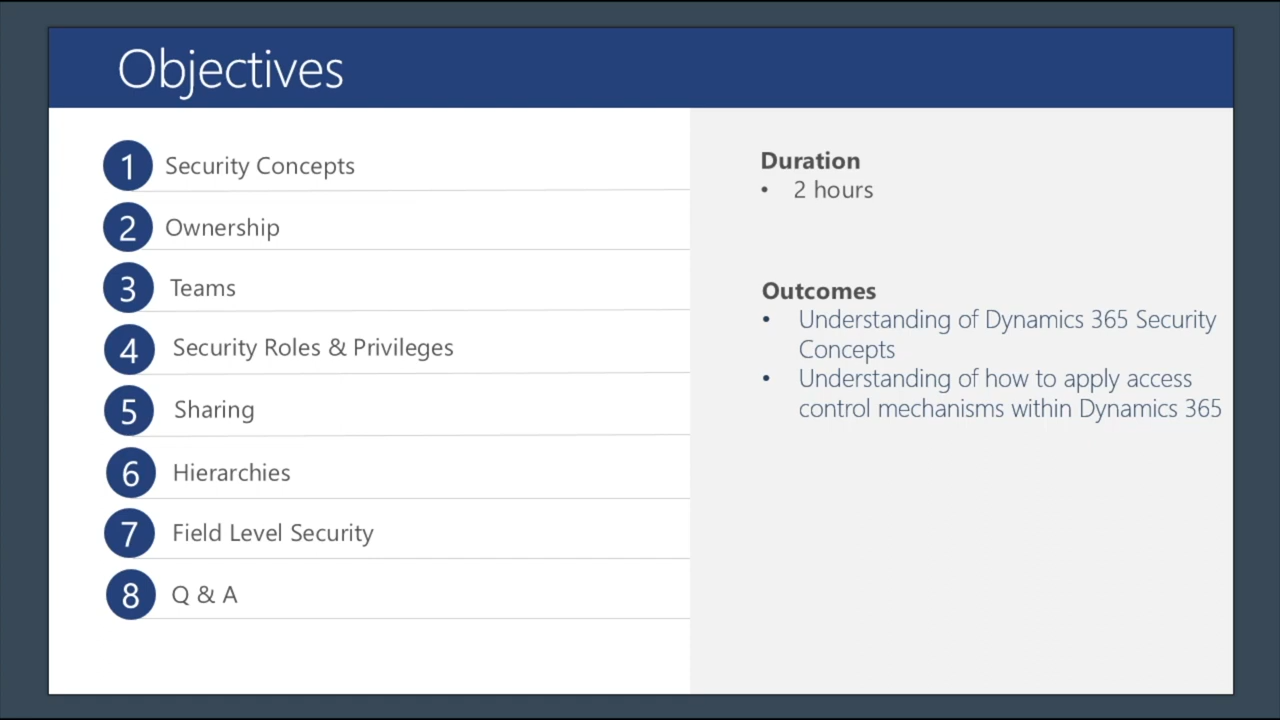 Objectives
1 Security Concepts
2 Ownership
3 Teams
4 Security Roles & Privileges
5 Sharing
6 Hierarchies
7 Field Level Security
8 Q & A
Duration
• 2 hours
Outcomes
• Understanding of Dynamics 365 Security
Concepts
• Understanding of how to apply access
control mechanisms within Dynamics 365